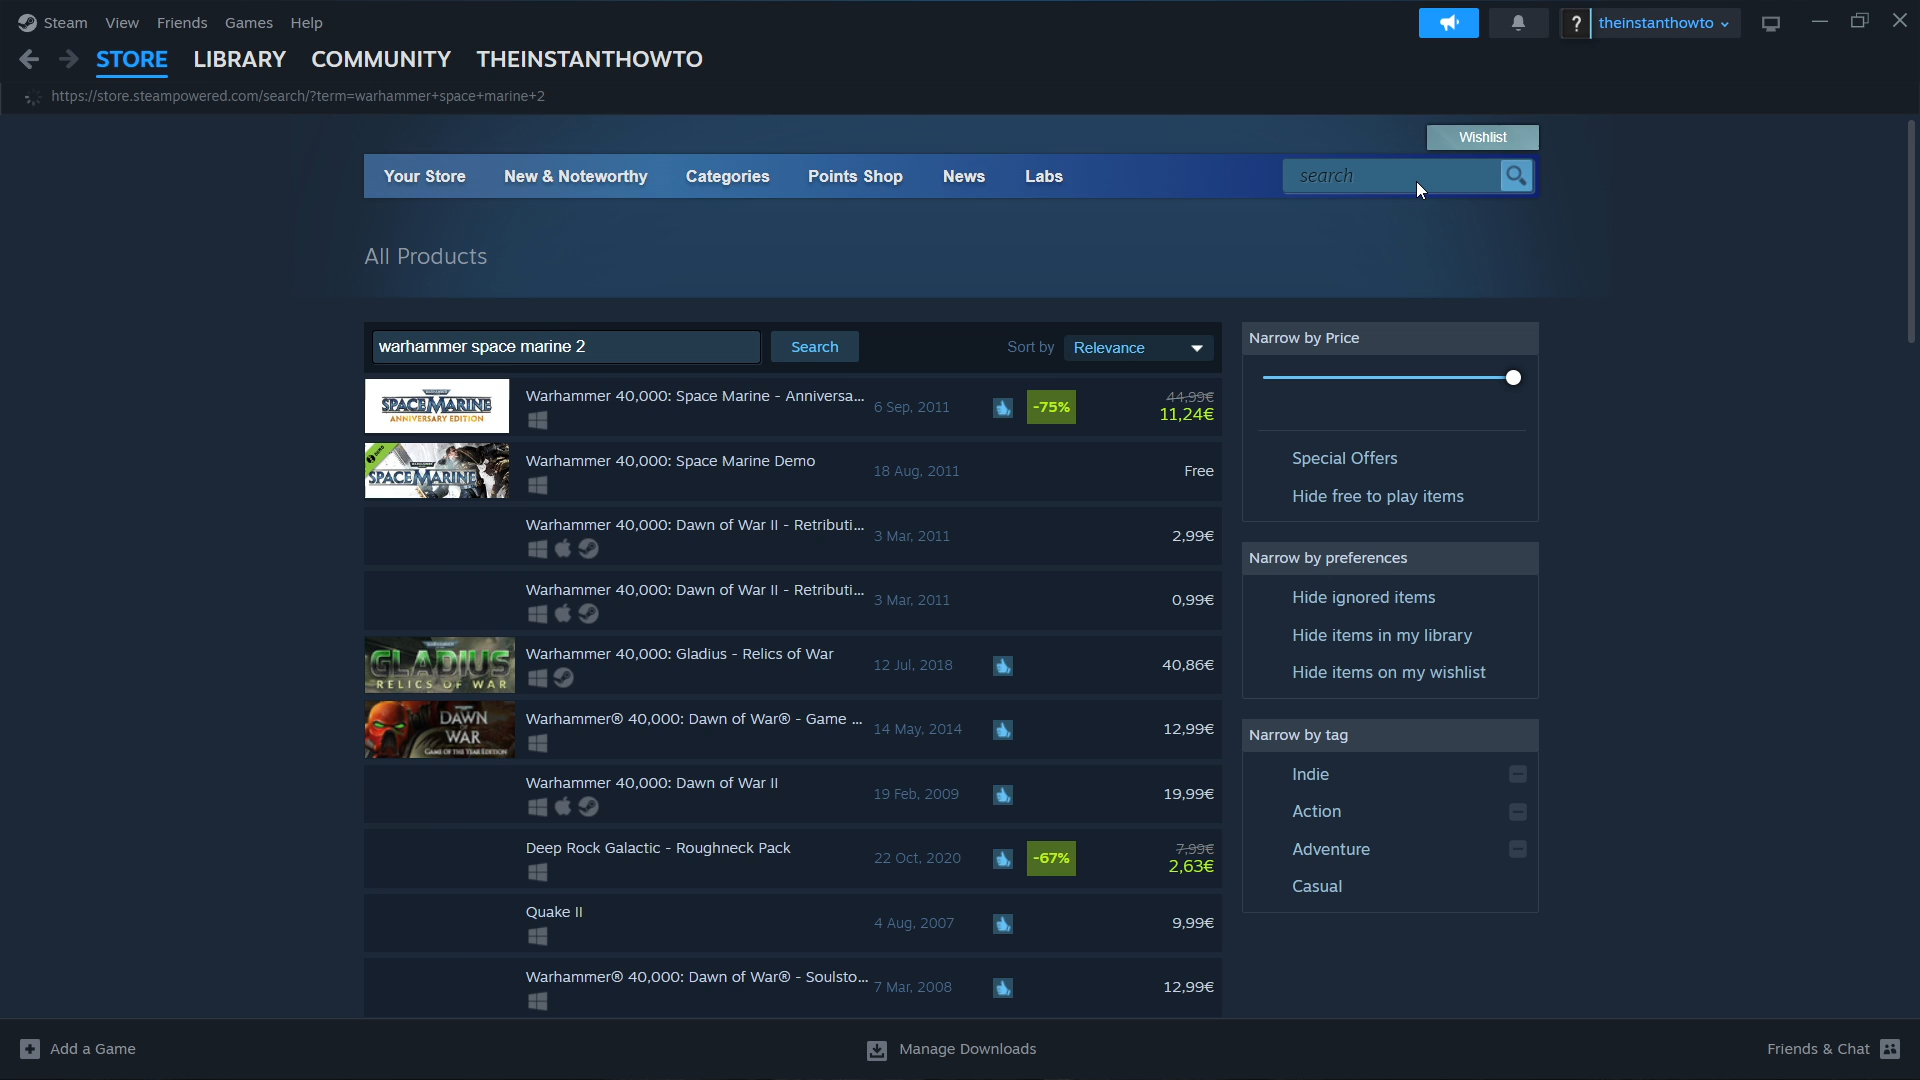 Steam View Friends Games Help
? theinstanthowto
STORE LIBRARY COMMUNITY THEINSTANTHOWTO
https://store.steampowered.com/search/?term=warhammer+space+marine+2
Wishlist
Your Store New & Noteworthy Categories Points Shop News Labs search
All Products
warhammer space marine 2 Search Sort by Relevance
SPACE MARINE
ANNIVERSARY EDITION
Warhammer 40,000: Space Marine - Anniversa... 6 Sep, 2011 -75% 44,99€
11,24€
SPACE MARINE
Warhammer 40,000: Space Marine Demo 18 Aug, 2011 Free
Warhammer 40,000: Dawn of War II - Retributi... 3 Mar, 2011 2,99€
Warhammer 40,000: Dawn of War II - Retributi... 3 Mar, 2011 0,99€
GLADIUS
RELICS OF WAR
Warhammer 40,000: Gladius - Relics of War 12 Jul, 2018 40,86€
DAWN
OF
WAR
GAME OF THE YEAR EDITION
Warhammer® 40,000: Dawn of War® - Game ... 14 May, 2014 12,99€
Warhammer 40,000: Dawn of War II 19 Feb, 2009 19,99€
Deep Rock Galactic - Roughneck Pack 22 Oct, 2020 -67% 7,99€
2,63€
Quake II 4 Aug, 2007 9,99€
Warhammer® 40,000: Dawn of War® - Soulsto... 7 Mar, 2008 12,99€
Narrow by Price
Special Offers
Hide free to play items
Narrow by preferences
Hide ignored items
Hide items in my library
Hide items on my wishlist
Narrow by tag
Indie
Action
Adventure
Casual
Add a Game Manage Downloads Friends & Chat